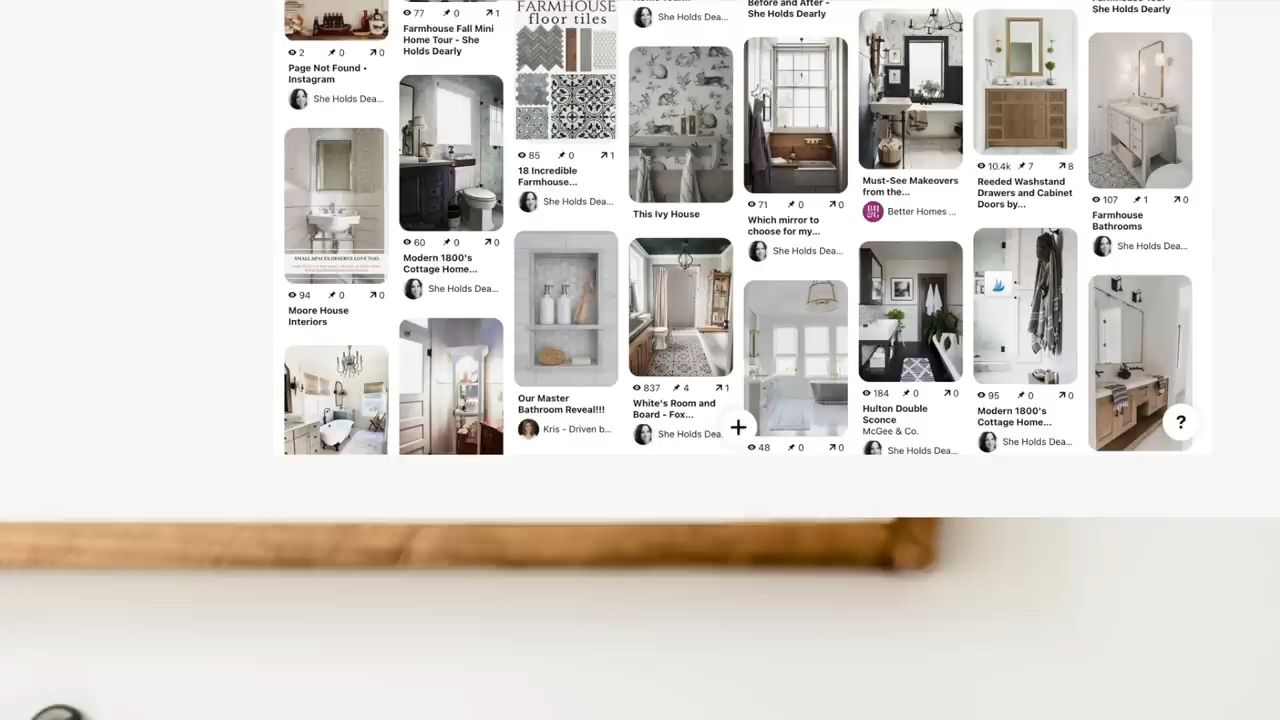 2 0 0
Page Not Found •
Instagram
She Holds Dea...
94 0 0
Moore House
Interiors
77 0 1
Farmhouse Fall Mini
Home Tour - She
Holds Dearly
60 0 0
Modern 1800's
Cottage Home...
She Holds Dea...
FARMHOUSE
floor tiles
85 0 1
18 Incredible
Farmhouse...
She Holds Dea...
Our Master
Bathroom Reveal!!!
Kris - Driven b...
She Holds Dea...
This Ivy House
837 4 1
White's Room and
Board - Fox...
She Holds Dea...
Before and After -
She Holds Dearly
71 0 0
Which mirror to
choose for my...
She Holds Dea...
+
48 0 0
Must-See Makeovers
from the...
Better Homes ...
184 0 0
Hulton Double
Sconce
McGee & Co.
She Holds Dea...
10.4k 7 8
Reeded Washstand
Drawers and Cabinet
Doors by...
95 0 0
Modern 1800's
Cottage Home...
She Holds Dea...
She Holds Dearly
107 1 0
Farmhouse
Bathrooms
She Holds Dea...
?